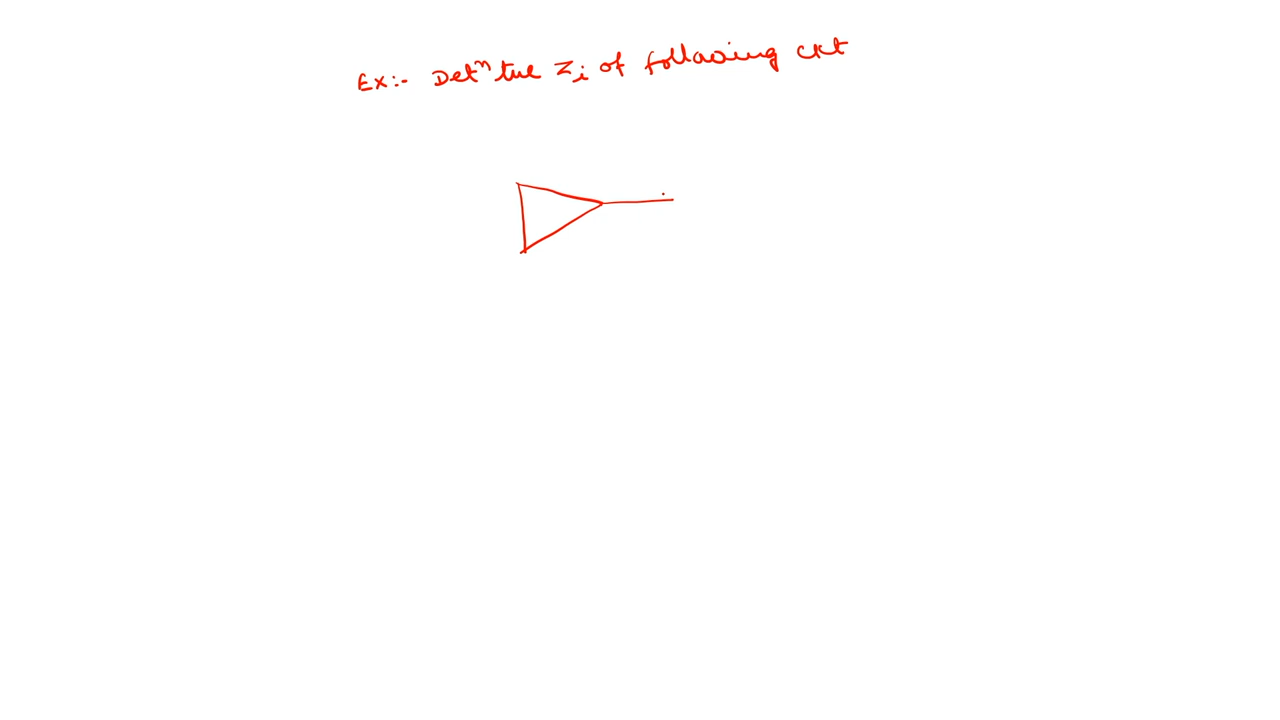 Ex:- Detⁿ the Zi of following ckt